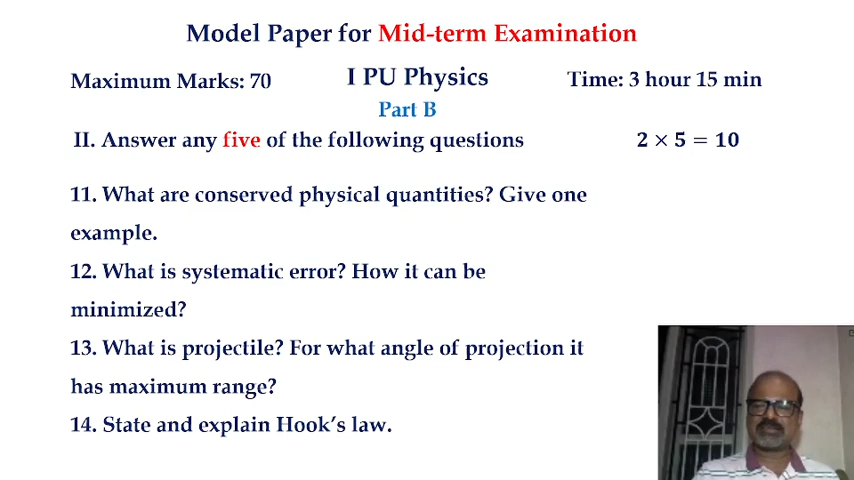 Model Paper for Mid-term Examination
Maximum Marks: 70 I PU Physics Time: 3 hour 15 min
Part B
II. Answer any five of the following questions 2 × 5 = 10
11. What are conserved physical quantities? Give one
example.
12. What is systematic error? How it can be
minimized?
13. What is projectile? For what angle of projection it
has maximum range?
14. State and explain Hook's law.